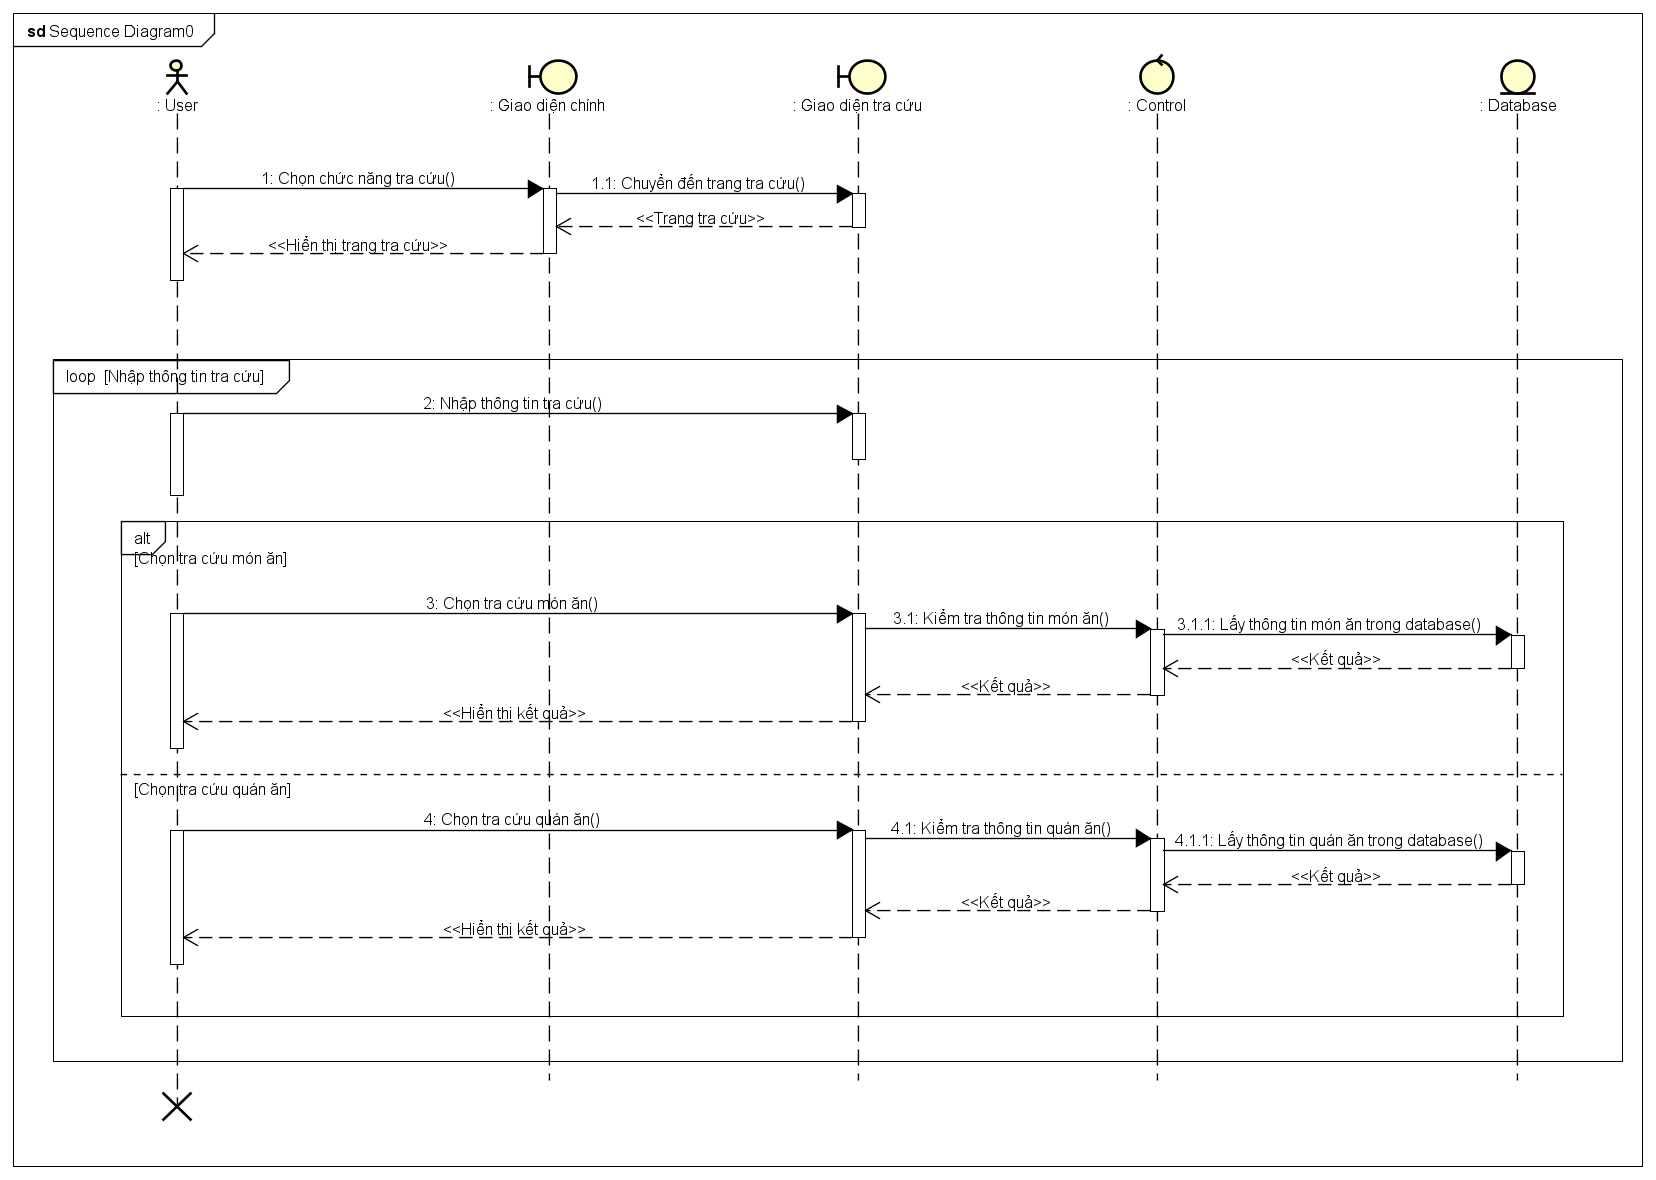 sd Sequence Diagram0
: User
: Giao diện chính
: Giao diện tra cứu
: Control
: Database
1: Chọn chức năng tra cứu()
1.1: Chuyển đến trang tra cứu()
<<Trang tra cứu>>
<<Hiển thị trang tra cứu>>
loop [Nhập thông tin tra cứu]
2: Nhập thông tin tra cứu()
alt
[Chọn tra cứu món ăn]
3: Chọn tra cứu món ăn()
3.1: Kiểm tra thông tin món ăn()
3.1.1: Lấy thông tin món ăn trong database()
<<Kết quả>>
<<Kết quả>>
<<Hiển thị kết quả>>
[Chọn tra cứu quán ăn]
4: Chọn tra cứu quán ăn()
4.1: Kiểm tra thông tin quán ăn()
4.1.1: Lấy thông tin quán ăn trong database()
<<Kết quả>>
<<Kết quả>>
<<Hiển thị kết quả>>